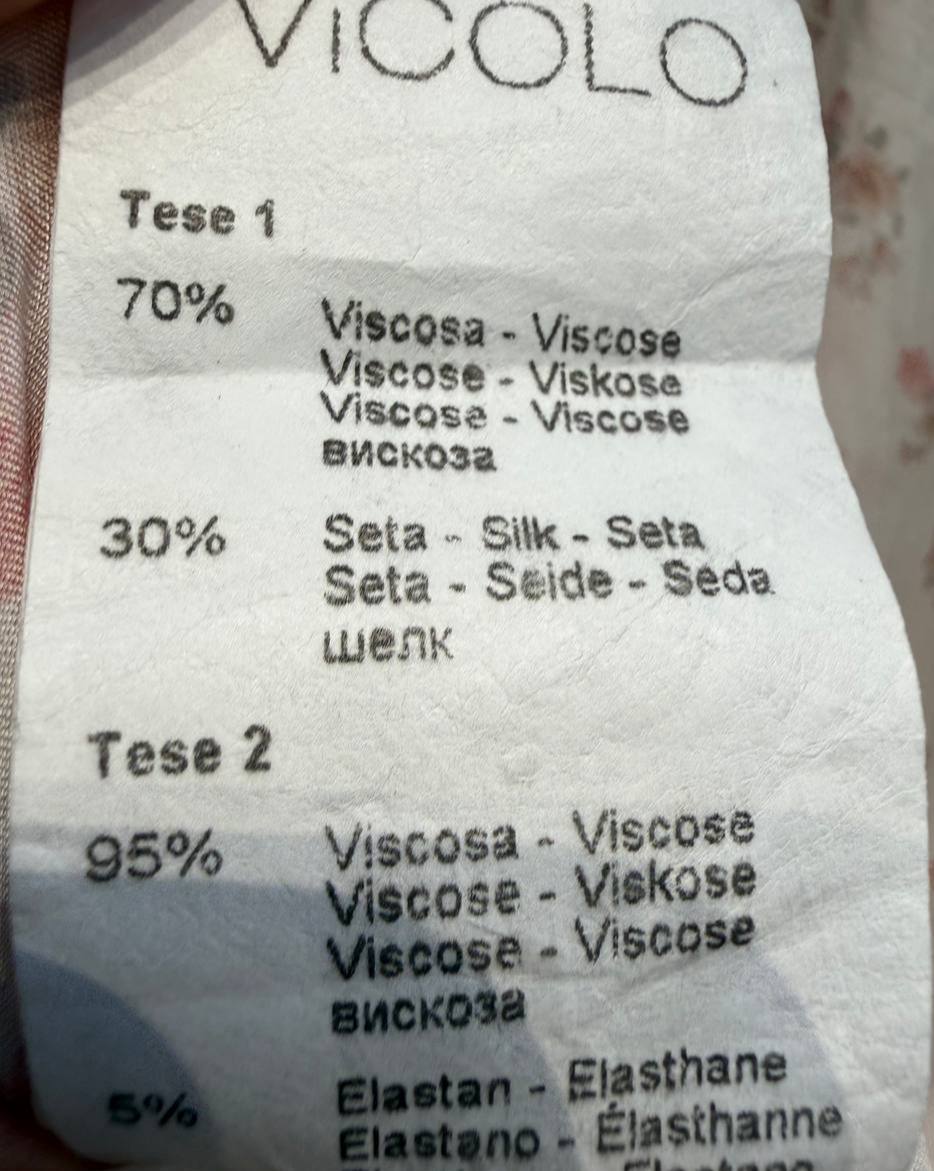 VICOLO
Tese 1
70% Viscosa - Viscose
Viscose - Viskose
Viscose - Viscose
вискоза
30% Seta - Silk - Seta
Seta - Seide - Seda
шелк
Tese 2
95% Viscosa - Viscose
Viscose - Viskose
Viscose - Viscose
вискоза
5% Elastan - Elasthane
Elastano - Élasthanne